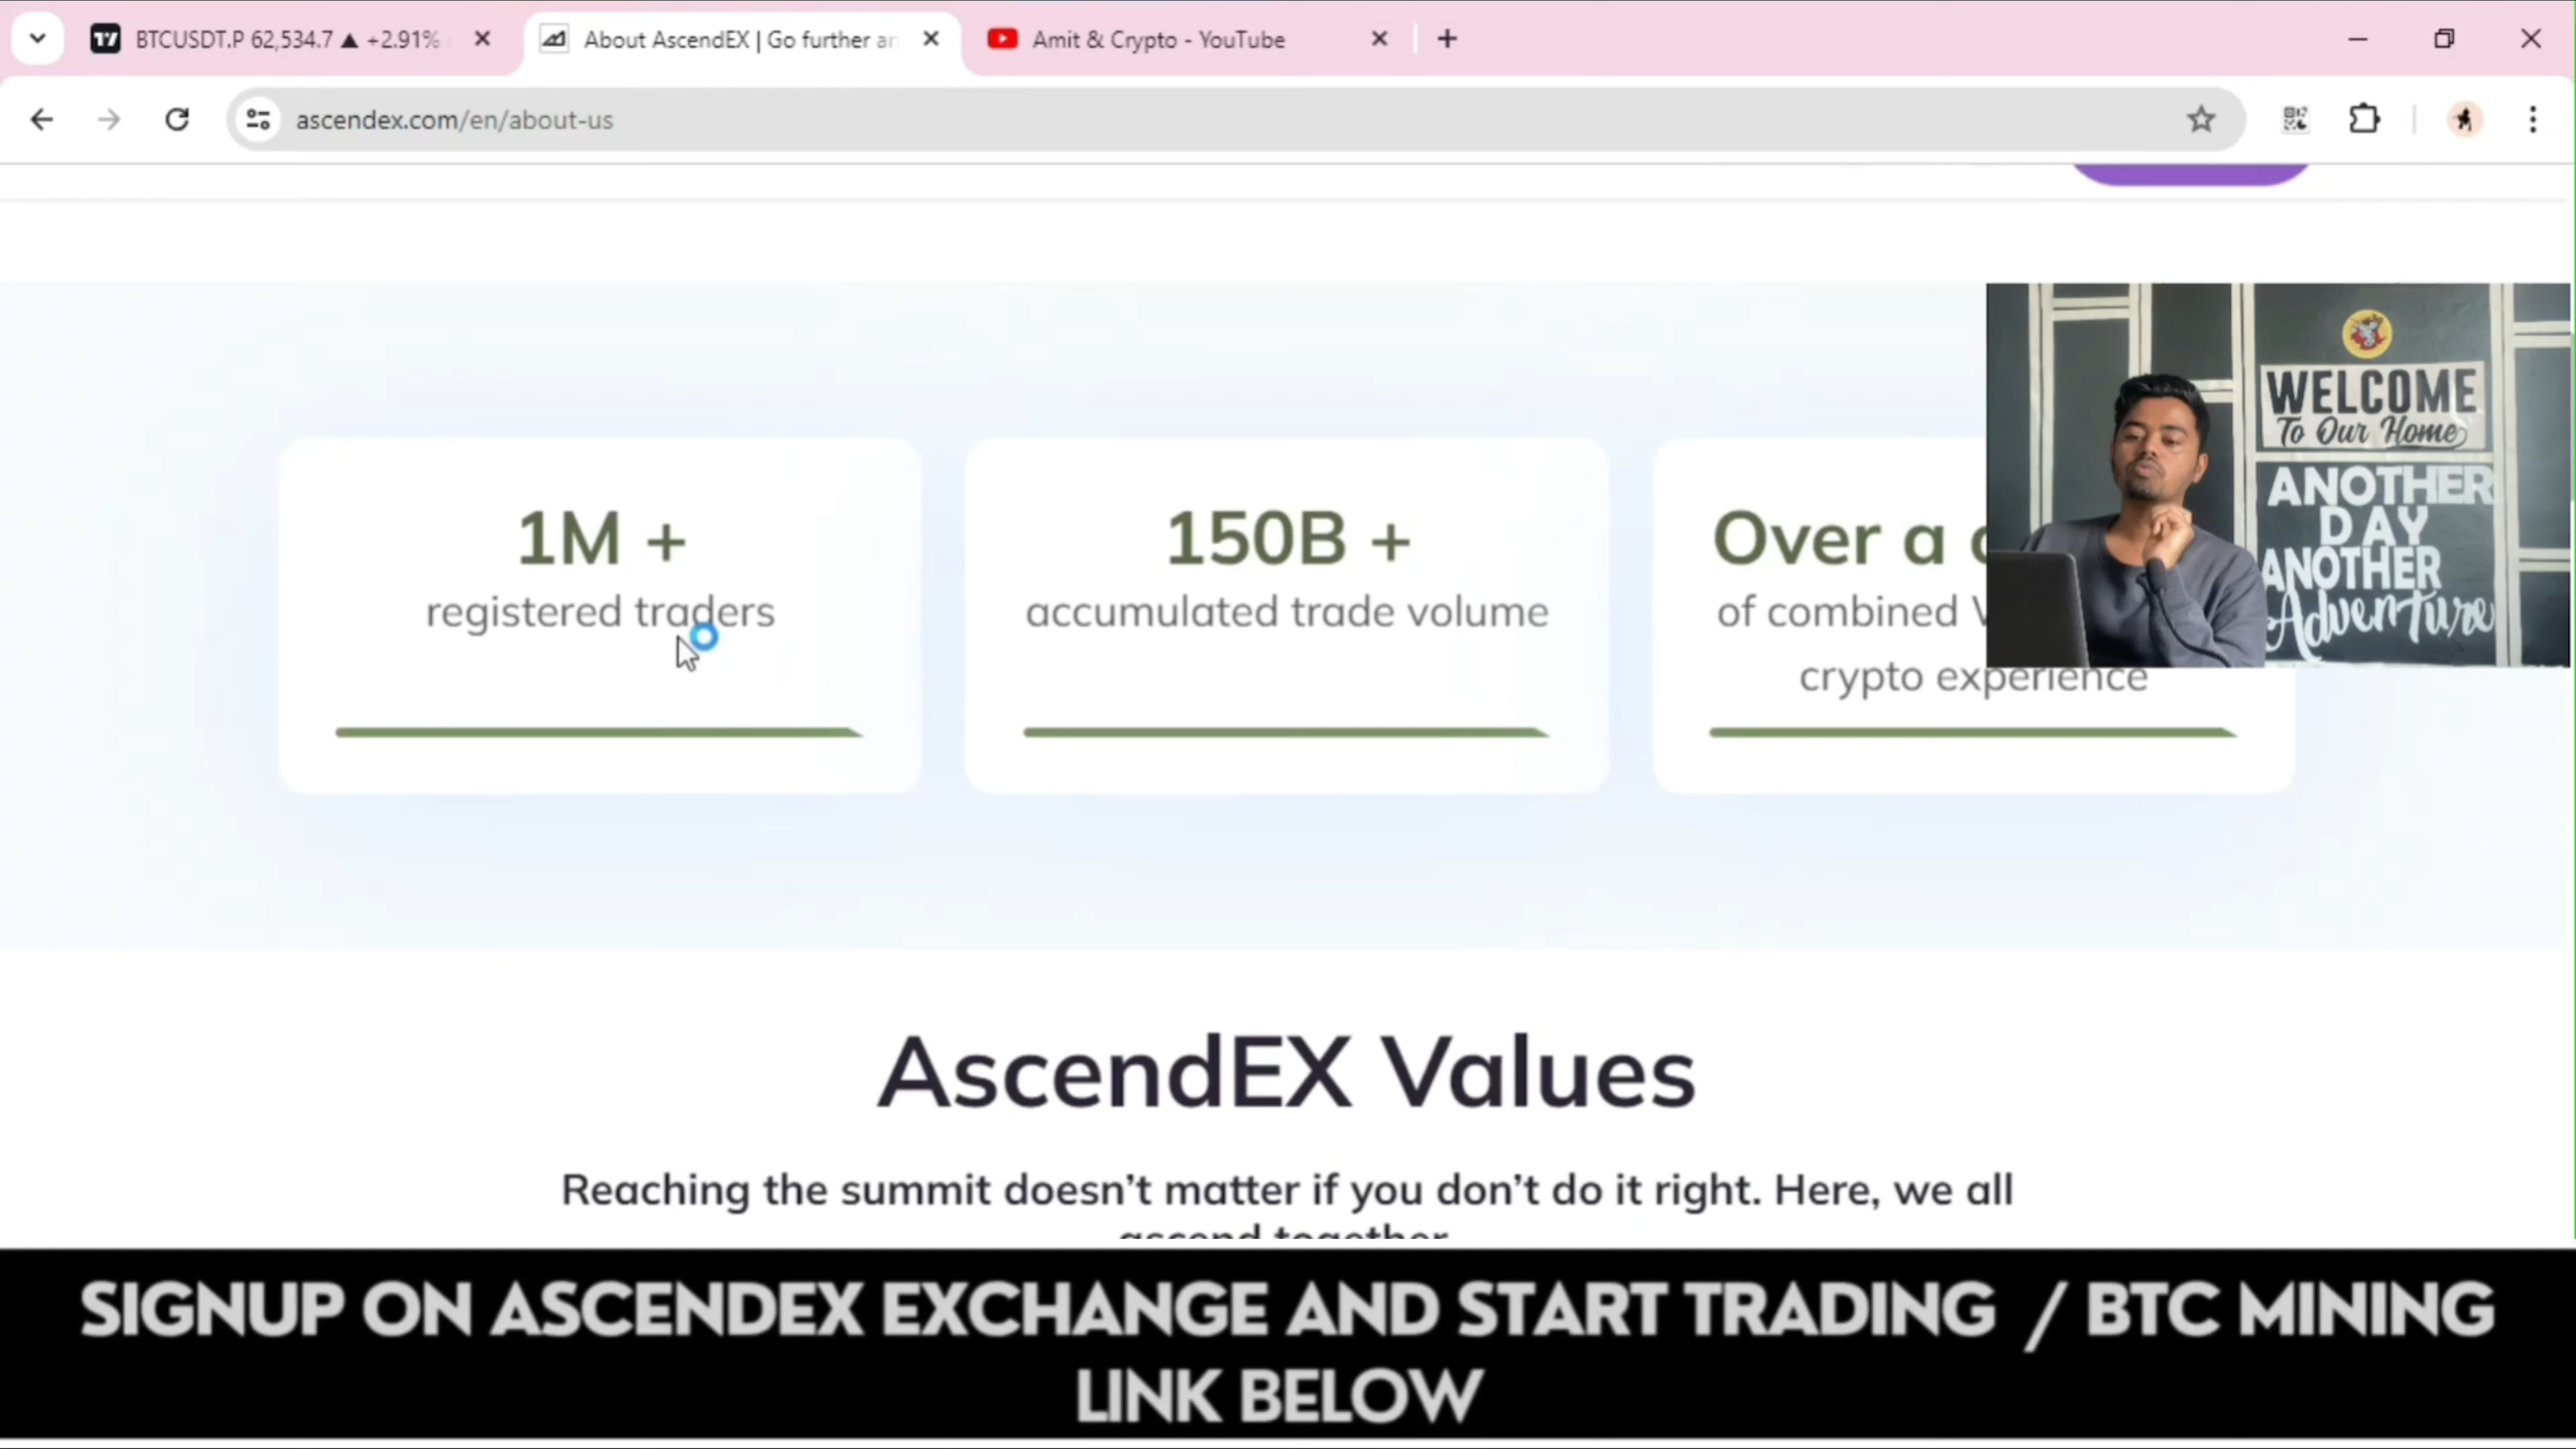 BTCUSDT.P 62,534.7 ▲ +2.91%
About AscendEX | Go further an
Amit & Crypto - YouTube
ascendex.com/en/about-us
WELCOME
To Our Home
ANOTHER
DAY
ANOTHER
Adventure
1M +
registered traders
150B +
accumulated trade volume
Over a
of combined
crypto experience
AscendEX Values
Reaching the summit doesn't matter if you don't do it right. Here, we all
ascend together
SIGNUP ON ASCENDEX EXCHANGE AND START TRADING / BTC MINING
LINK BELOW